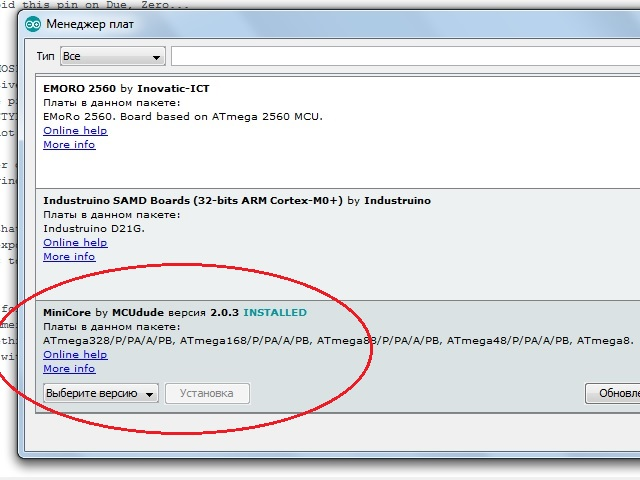 oid this pin on Due, Zero...
Менеджер плат
Тип Все
EMORO 2560 by Inovatic-ICT
Платы в данном пакете:
EMoRo 2560. Board based on ATmega 2560 MCU.
Online help
More info
Industruino SAMD Boards (32-bits ARM Cortex-M0+) by Industruino
Платы в данном пакете:
Industruino D21G.
Online help
More info
MiniCore by MCUdude версия 2.0.3 INSTALLED
Платы в данном пакете:
ATmega328/P/PA/A/PB, ATmega168/P/PA/A/PB, ATmega88/P/PA/A/PB, ATmega48/P/PA/A/PB, ATmega8.
Online help
More info
Выберите версию Установка Обновле